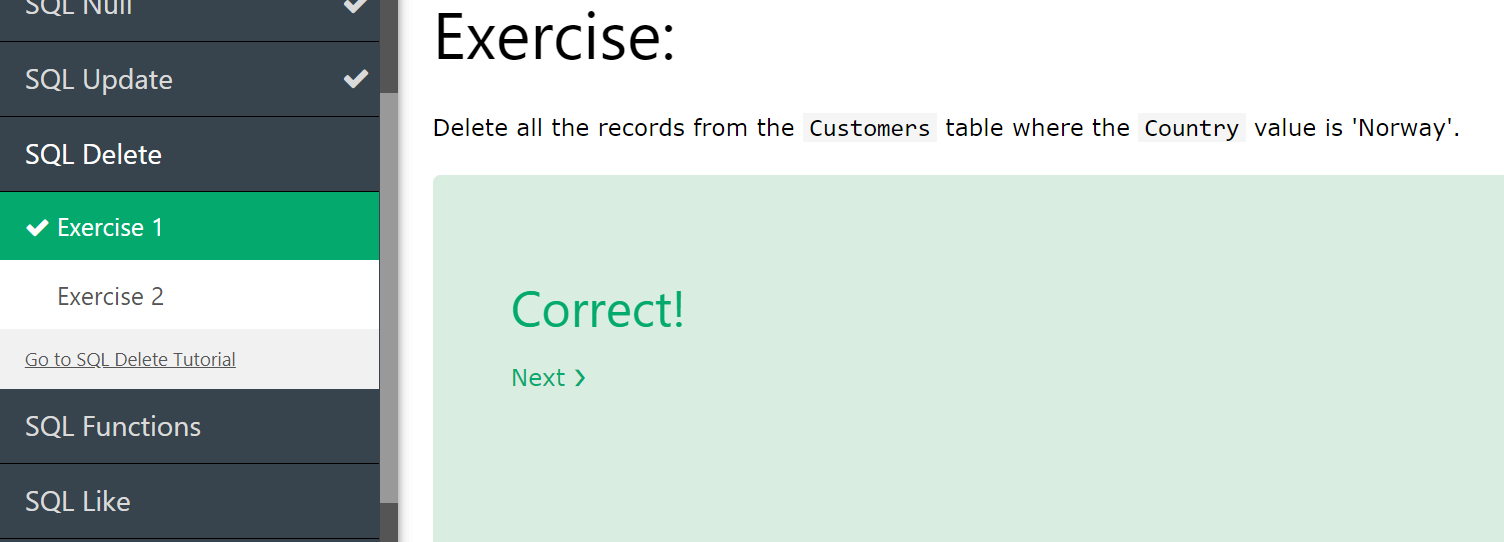 SQL Null
SQL Update
SQL Delete
Exercise 1
Exercise 2
Go to SQL Delete Tutorial
SQL Functions
SQL Like
Exercise:
Delete all the records from the Customers table where the Country value is 'Norway'.
Correct!
Next ❯